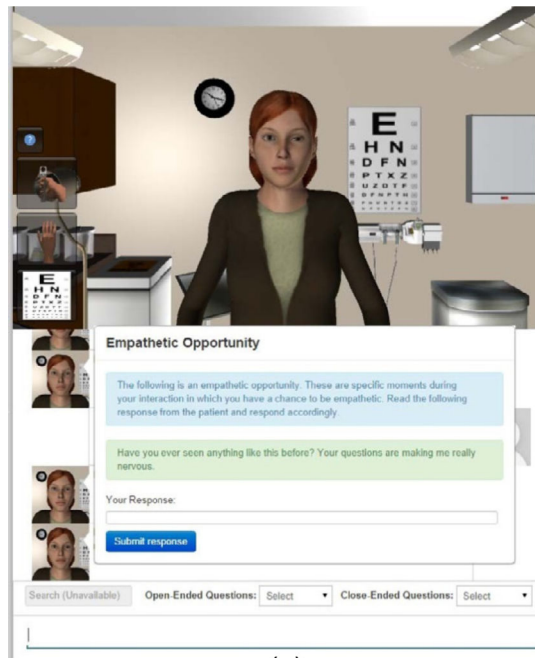 E
H N
D F N
P T X Z
U Z D T F
D F N P T H
?
E
H N
D F N
P T X Z
Empathetic Opportunity
The following is an empathetic opportunity. These are specific moments during
your interaction in which you have a chance to be empathetic. Read the following
response from the patient and respond accordingly.
Have you ever seen anything like this before? Your questions are making me really
nervous.
Your Response:
Submit response
Search (Unavailable) Open-Ended Questions: Select Close-Ended Questions: Select